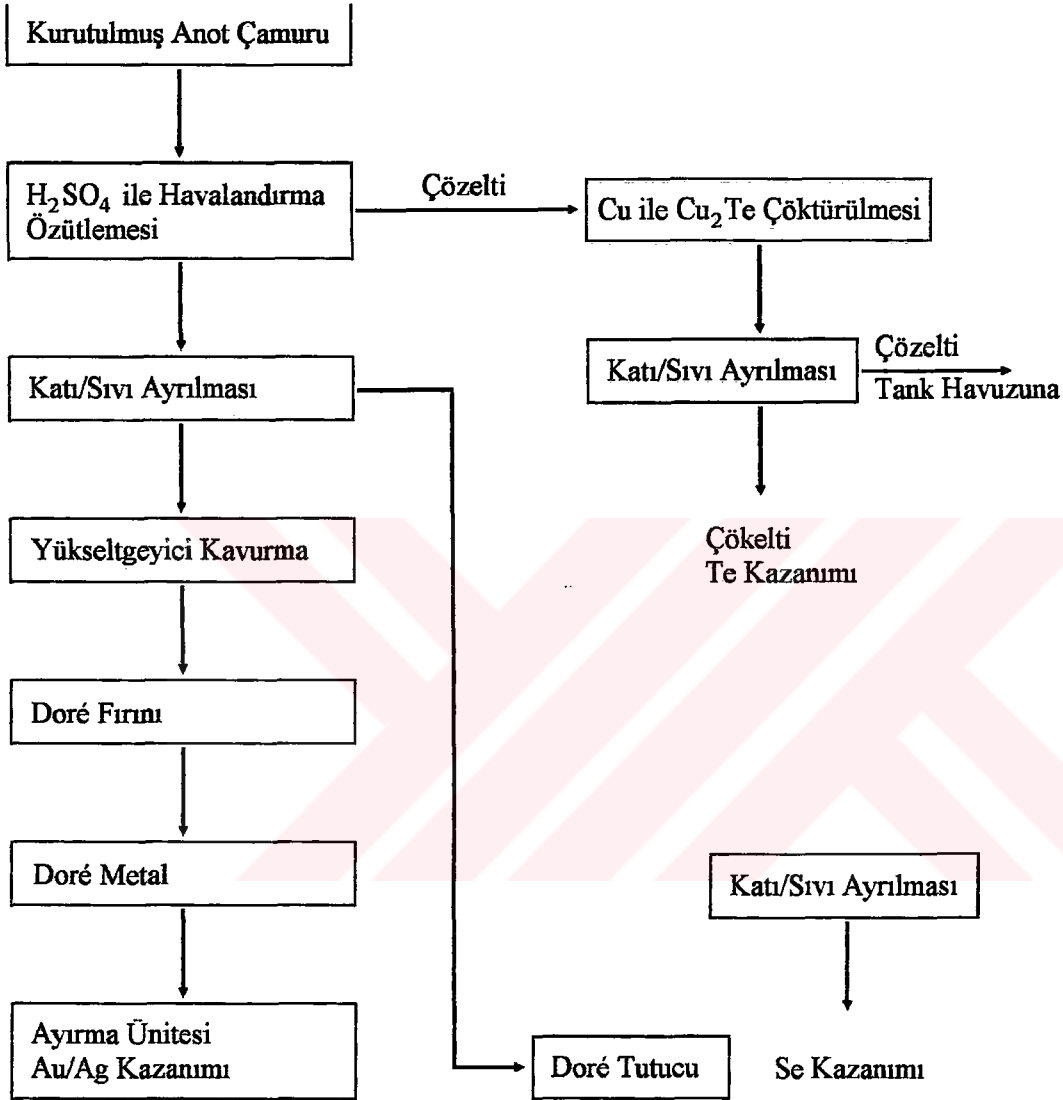 Kurutulmuş Anot Çamuru
H₂SO₄ ile Havalandırma
Özütlemesi
Çözelti
Cu ile Cu₂Te Çöktürülmesi
Katı/Sıvı Ayrılması
Katı/Sıvı Ayrılması
Çözelti
Tank Havuzuna
Yükseltgeyici Kavurma
Çökelti
Te Kazanımı
Doré Fırını
Doré Metal
Katı/Sıvı Ayrılması
Ayırma Ünitesi
Au/Ag Kazanımı
Doré Tutucu
Se Kazanımı